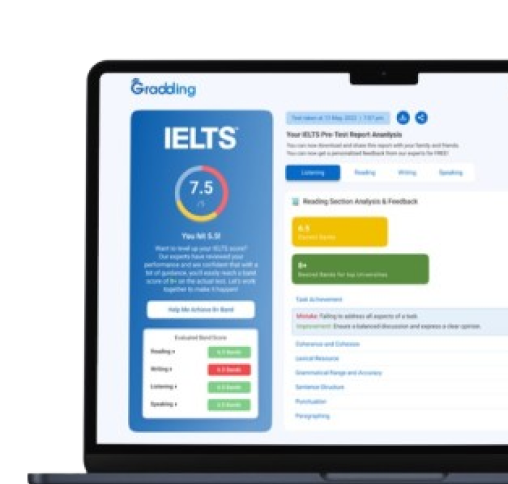 Gradding
IELTS
7.5
/5
You hit 5.5!
Want to level up your IELTS score?
Our experts have reviewed your
performance and are confident that with a
bit of guidance, you'll easily reach a band
score of 8+ on the actual test. Let's work
together to make it happen!
Help Me Achieve 8+ Band
Evaluated Band Score
Reading
6.5 Bands
Writing
6.5 Bands
Listening
6.5 Bands
Speaking
6.5 Bands
Test taken at 11 May, 2022 | 7:07 pm
Your IELTS Pre-Test Report Ananlysis
You can now download and share this report with your family and friends.
You can now get a personalised feedback from our experts for FREE!
Listening Reading Writing Speaking
Reading Section Analysis & Feedback
6.5
Bands
8+
Desired Bands for top Universities
Task Achievement
Mistake: Failing to address all aspects of a task.
Improvement: Ensure a balanced discussion and express a clear opinion.
Coherence and Cohesion
Lexical Resource
Grammatical Range and Accuracy
Sentence Structure
Punctuation
Paragraphing